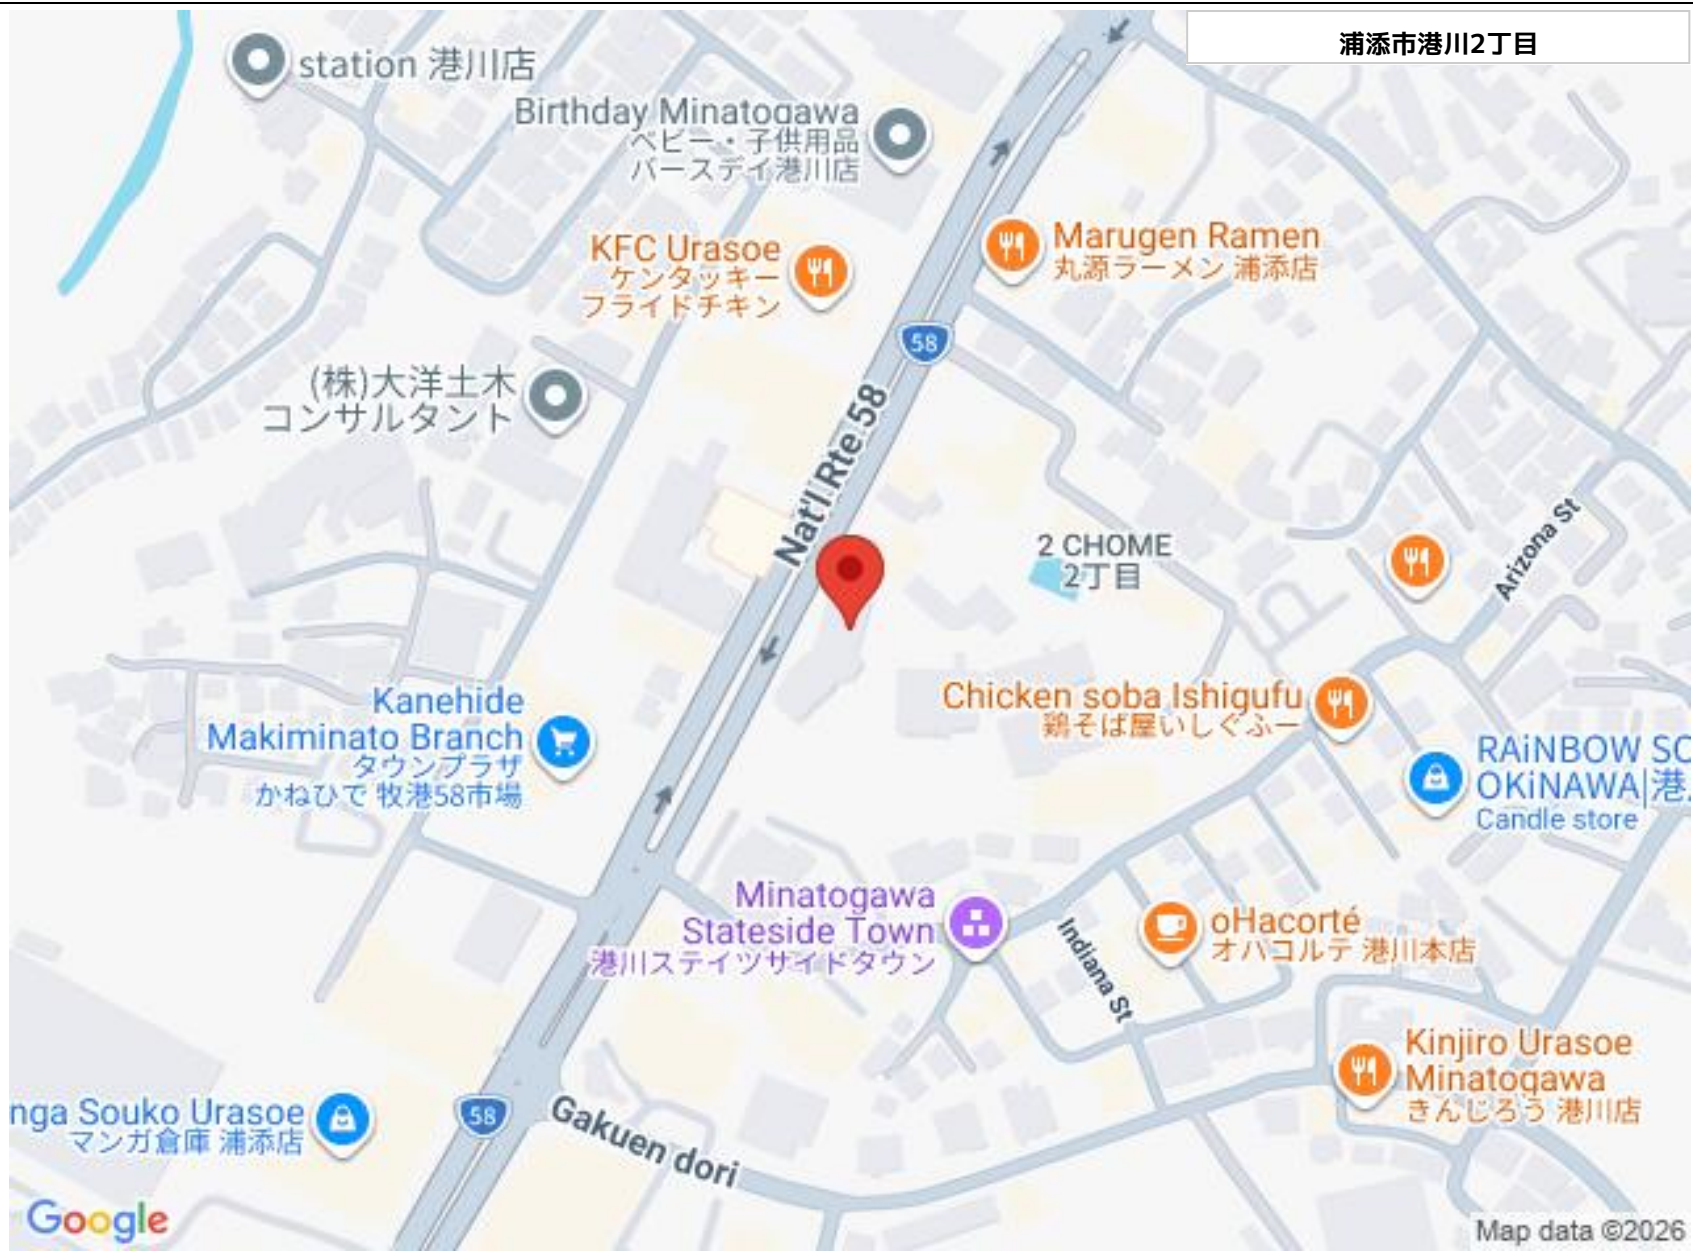 浦添市港川2丁目
station 港川店
Birthday Minatogawa
ベビー・子供用品
バースデイ港川店
KFC Urasoe
ケンタッキー
フライドチキン
Marugen Ramen
丸源ラーメン 浦添店
58
(株)大洋土木
コンサルタント
Nat'l Rte 58
2 CHOME
2丁目
Arizona St
Kanehide
Makiminato Branch
タウンプラザ
かねひで 牧港58市場
Chicken soba Ishigufu
鶏そば屋いしぐふー
RAiNBOW SO
OKiNAWA|港
Candle store
Minatogawa
Stateside Town
港川ステイツサイドタウン
Indiana St
oHacorté
オハコルテ 港川本店
Kinjiro Urasoe
Minatogawa
きんじろう 港川店
nga Souko Urasoe
マンガ倉庫 浦添店
58
Gakuen dori
Google
Map data ©2026